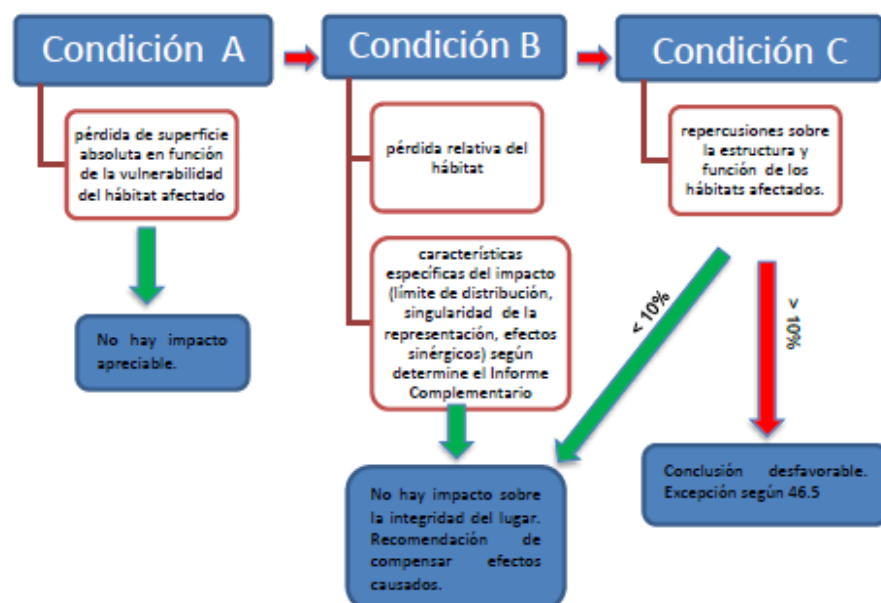 Condición A
Condición B
Condición C
pérdida de superficie
absoluta en función
de la vulnerabilidad
del hábitat afectado
pérdida relativa del
hábitat
repercusiones sobre
la estructura y
función de los
hábitats afectados.
características
específicas del impacto
(límite de distribución,
singularidad de la
representación, efectos
sinérgicos) según
determine el Informe
Complementario
< 10%
> 10%
No hay impacto
apreciable.
No hay impacto sobre
la integridad del lugar.
Recomendación de
compensar efectos
causados.
Conclusión desfavorable.
Excepción según 46.5